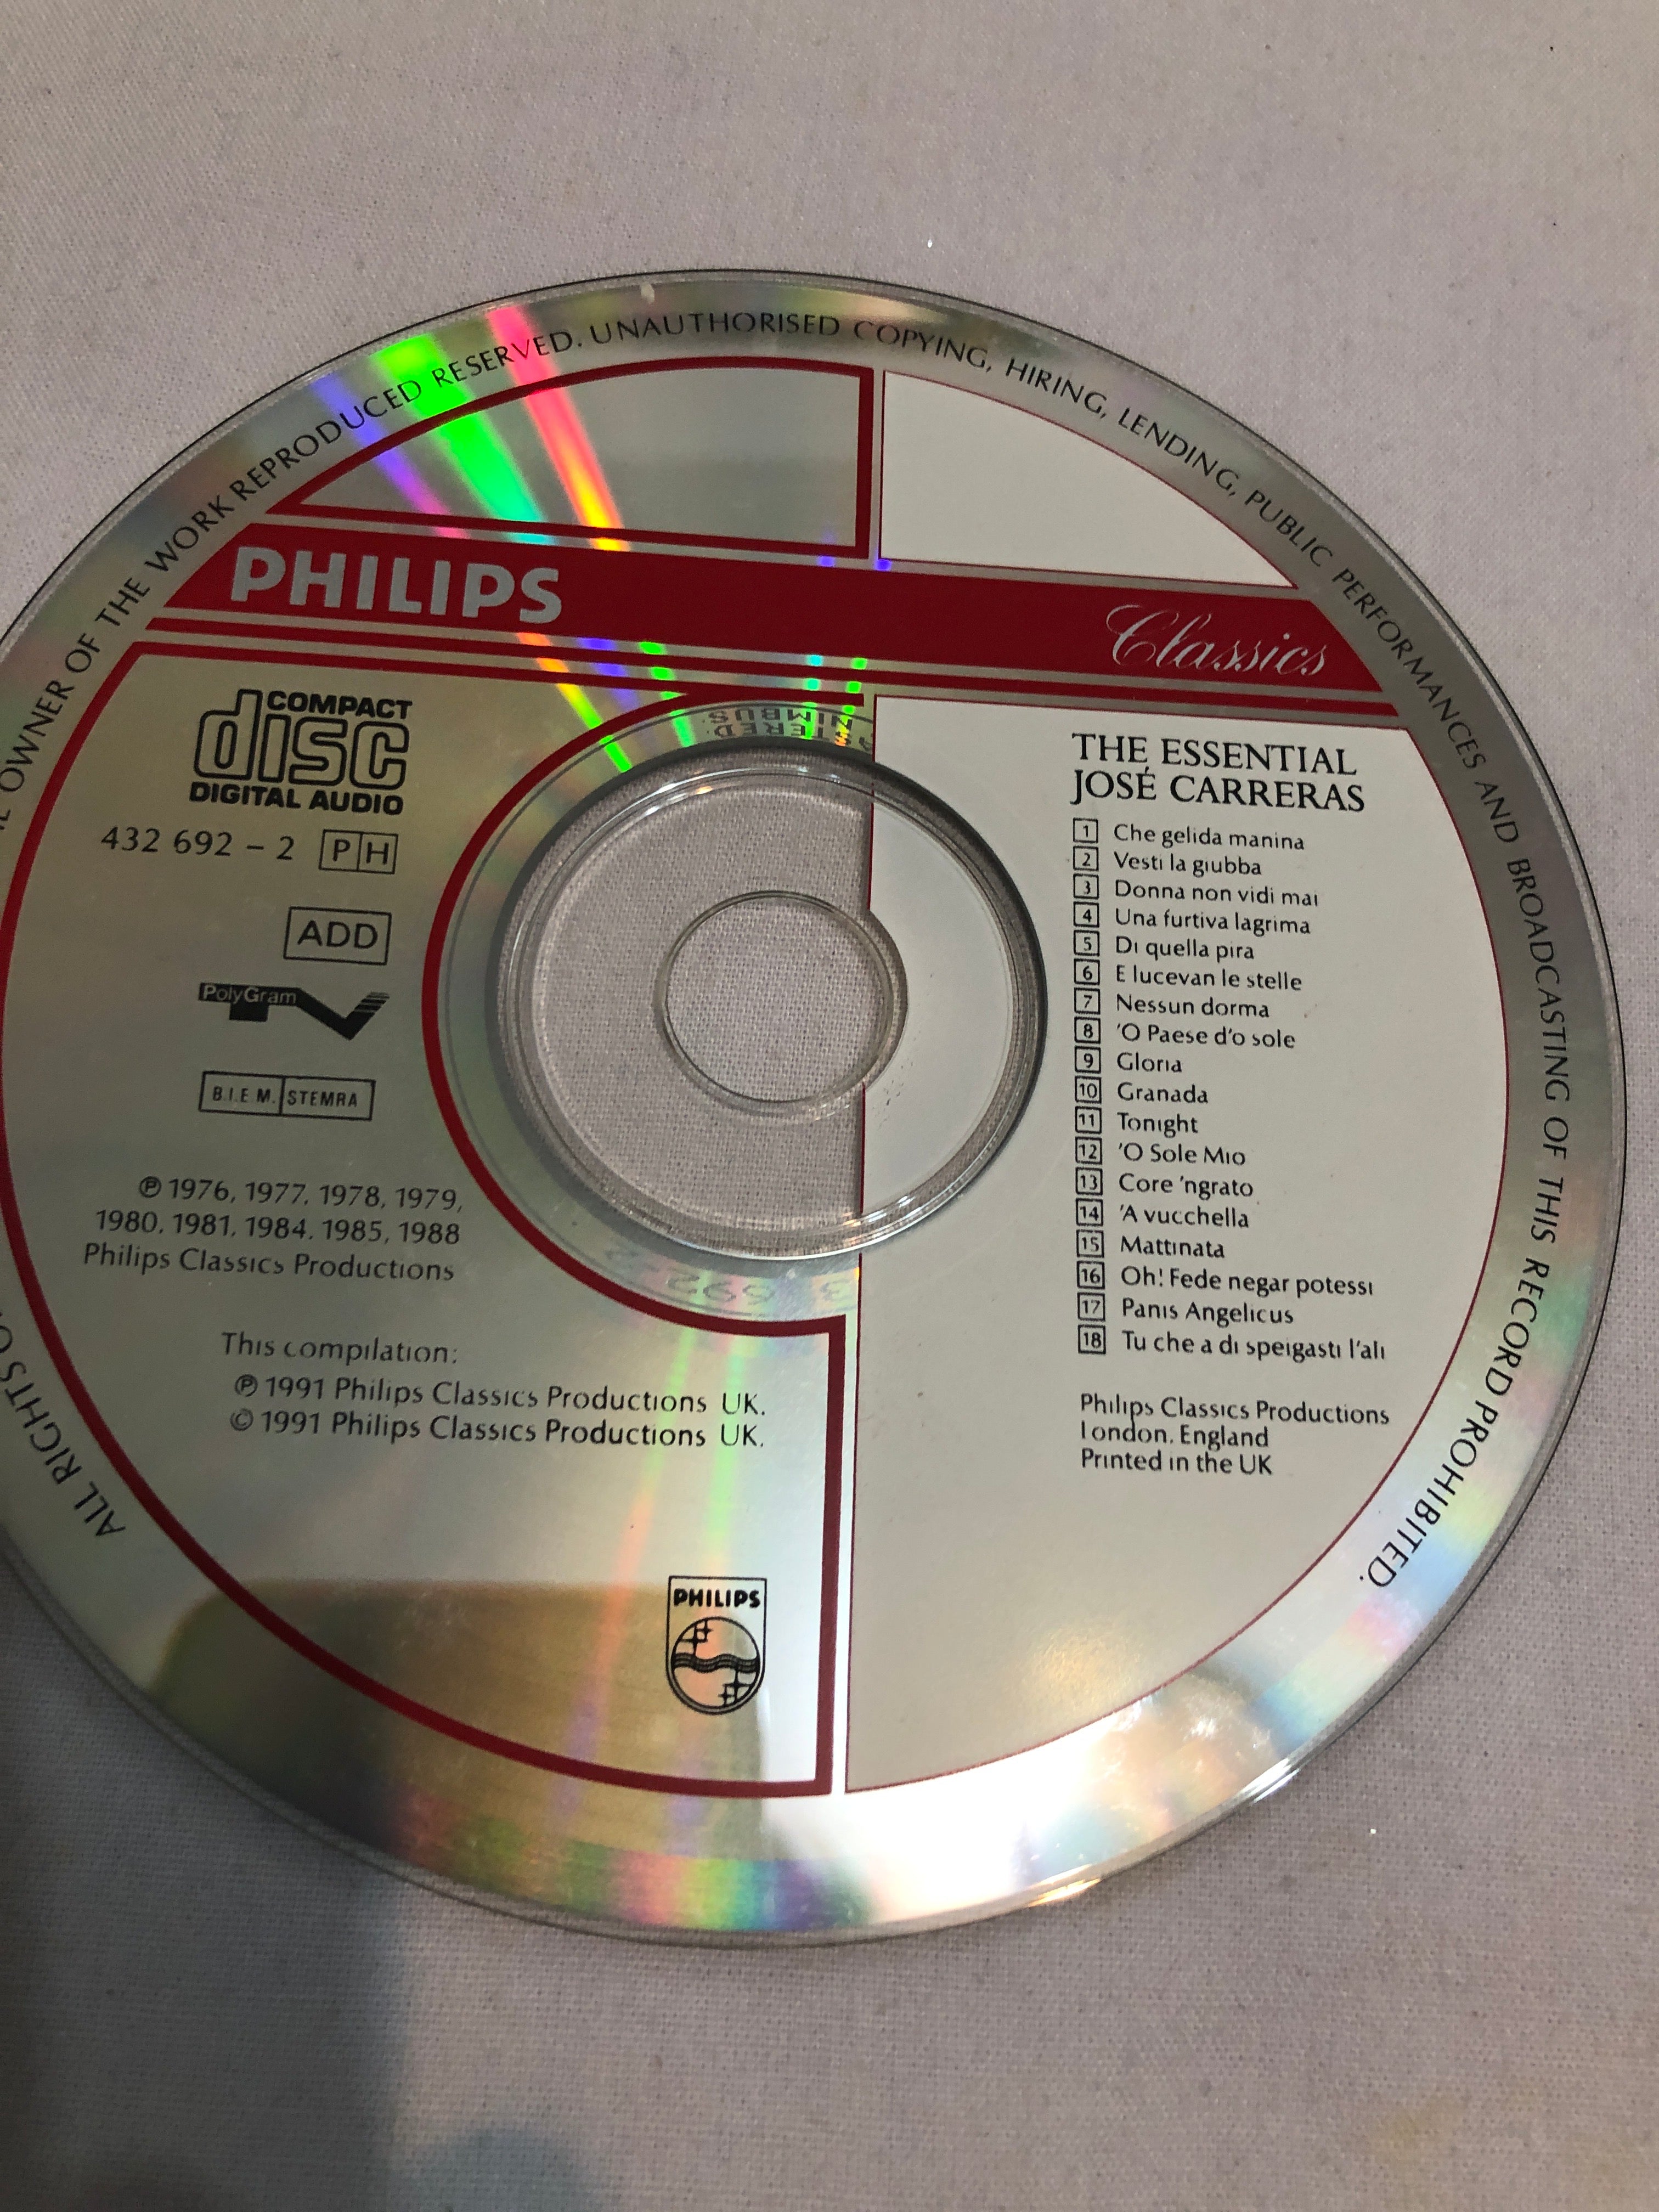 ALL RIGHTS O
OWNER OF THE WORK REPRODUCED RESERVED. UNAUTHORISED COPYING, HIRING, LENDING, PUBLIC PERFORMANCES AND BROADCASTING OF THIS RECORD PROHIBITED.
PHILIPS
Classics
COMPACT
disc
DIGITAL AUDIO
432 692 - 2 PH
ADD
PolyGram
B.I.E.M. STEMRA
℗ 1976, 1977, 1978, 1979,
1980, 1981, 1984, 1985, 1988
Philips Classics Productions
This compilation:
℗ 1991 Philips Classics Productions UK.
© 1991 Philips Classics Productions UK.
PHILIPS
NIMBUS
692
THE ESSENTIAL
JOSÉ CARRERAS
1 Che gelida manina
2 Vesti la giubba
3 Donna non vidi mai
4 Una furtiva lagrima
5 Di quella pira
6 E lucevan le stelle
7 Nessun dorma
8 'O Paese d'o sole
9 Gloria
10 Granada
11 Tonight
12 'O Sole Mio
13 Core 'ngrato
14 'A vucchella
15 Mattinata
16 Oh! Fede negar potessi
17 Panis Angelicus
18 Tu che a di speigasti l'ali
Philips Classics Productions
London, England
Printed in the UK